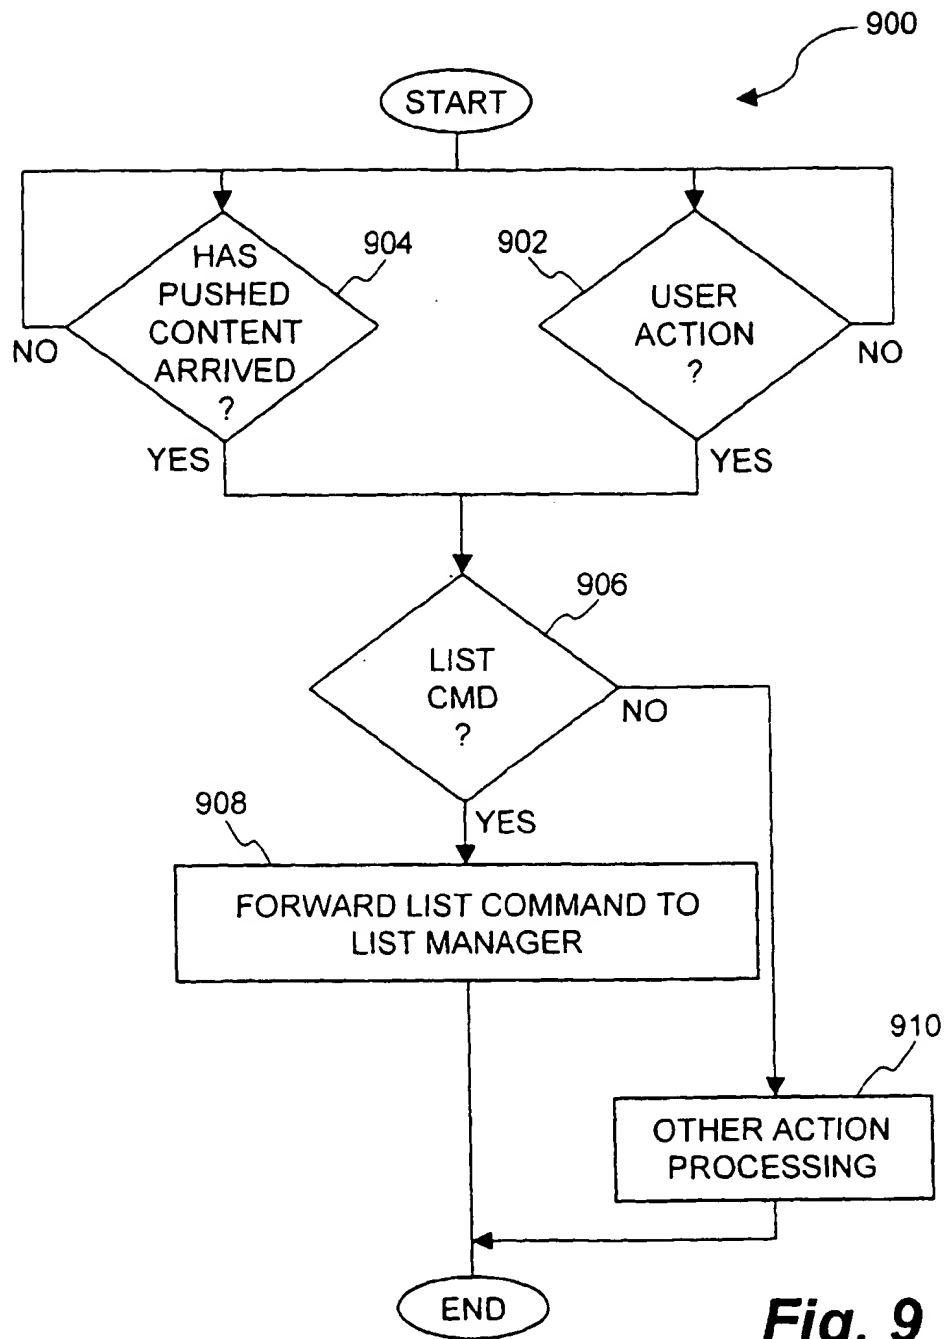 900
START
904
HAS
PUSHED
CONTENT
ARRIVED
?
NO
YES
902
USER
ACTION
?
NO
YES
906
LIST
CMD
?
NO
YES
908
FORWARD LIST COMMAND TO
LIST MANAGER
910
OTHER ACTION
PROCESSING
END
Fig. 9